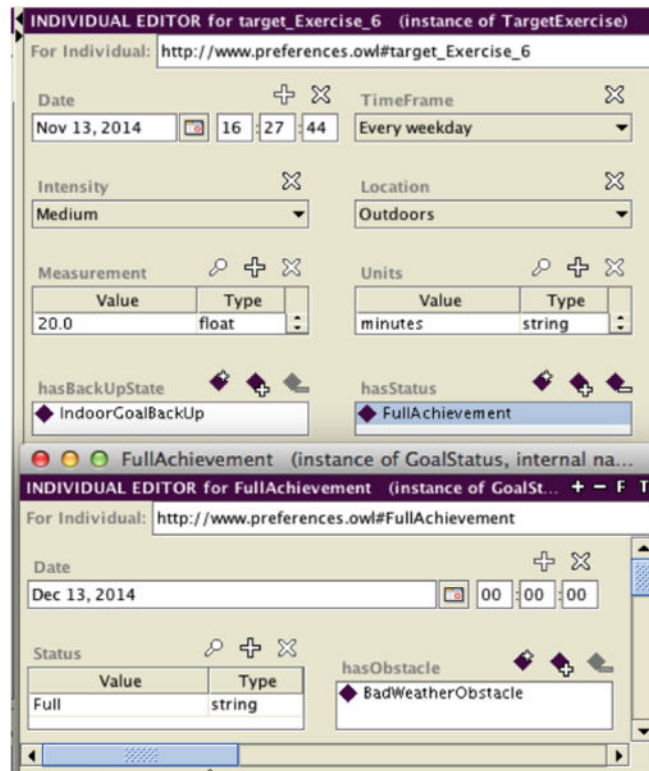 INDIVIDUAL EDITOR for target_Exercise_6 (instance of TargetExercise)
For Individual: http://www.preferences.owl#target_Exercise_6
Date
TimeFrame
Nov 13, 2014 16 :27 :44
Every weekday
Intensity
Location
Medium
Outdoors
Measurement
Units
Value Type
Value Type
20.0 float
minutes string
hasBackUpState
hasStatus
IndoorGoalBackUp
FullAchievement
FullAchievement (instance of GoalStatus, internal na...
INDIVIDUAL EDITOR for FullAchievement (instance of GoalSt... + − F T
For Individual: http://www.preferences.owl#FullAchievement
Date
Dec 13, 2014 00 :00 :00
Status
hasObstacle
Value Type
BadWeatherObstacle
Full string